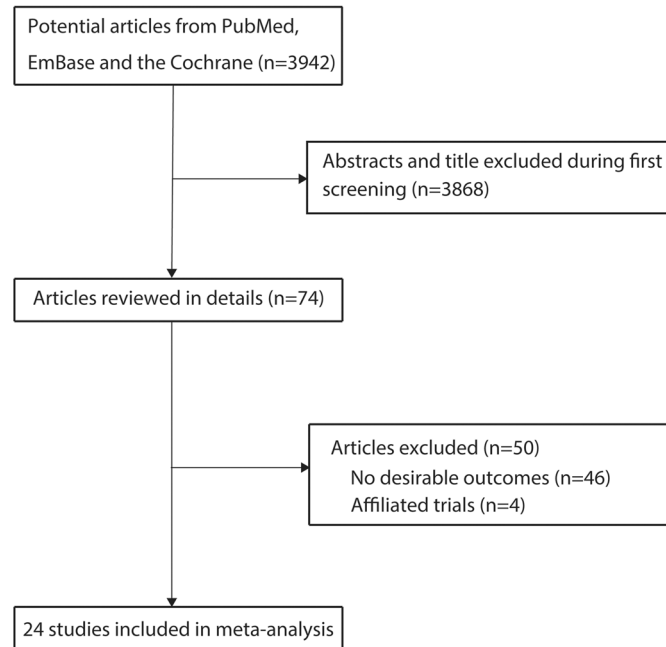 Potential articles from PubMed,
EmBase and the Cochrane (n=3942)
Abstracts and title excluded during first
screening (n=3868)
Articles reviewed in details (n=74)
Articles excluded (n=50)
No desirable outcomes (n=46)
Affiliated trials (n=4)
24 studies included in meta-analysis